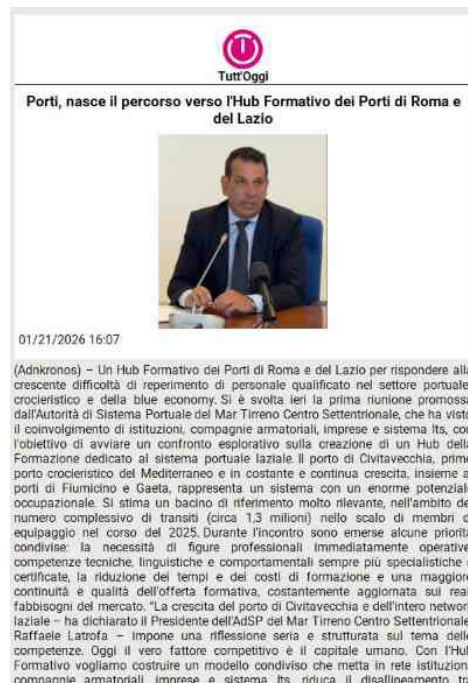 Tutt'Oggi
Porti, nasce il percorso verso l'Hub Formativo dei Porti di Roma e
del Lazio
01/21/2026 16:07
(Adnkronos) – Un Hub Formativo dei Porti di Roma e del Lazio per rispondere alla
crescente difficoltà di reperimento di personale qualificato nel settore portuale,
crocieristico e della blue economy. Si è svolta ieri la prima riunione promossa
dall'Autorità di Sistema Portuale del Mar Tirreno Centro Settentrionale, che ha visto
il coinvolgimento di istituzioni, compagnie armatoriali, imprese e sistema Its, con
l'obiettivo di avviare un confronto esplorativo sulla creazione di un Hub della
Formazione dedicato al sistema portuale laziale. Il porto di Civitavecchia, primo
porto crocieristico del Mediterraneo e in costante e continua crescita, insieme ai
porti di Fiumicino e Gaeta, rappresenta un sistema con un enorme potenziale
occupazionale. Si stima un bacino di riferimento molto rilevante, nell'ambito del
numero complessivo di transiti (circa 1,3 milioni) nello scalo di membri di
equipaggio nel corso del 2025. Durante l'incontro sono emerse alcune priorità
condivise: la necessità di figure professionali immediatamente operative,
competenze tecniche, linguistiche e comportamentali sempre più specialistiche e
certificate, la riduzione dei tempi e dei costi di formazione e una maggiore
continuità e qualità dell'offerta formativa, costantemente aggiornata sui reali
fabbisogni del mercato. "La crescita del porto di Civitavecchia e dell'intero network
laziale – ha dichiarato il Presidente dell'AdSP del Mar Tirreno Centro Settentrionale,
Raffaele Latrofa – impone una riflessione seria e strutturata sul tema delle
competenze. Oggi il vero fattore competitivo è il capitale umano. Con l'Hub
Formativo vogliamo costruire un modello condiviso che metta in rete istituzioni,
compagnie armatoriali, imprese e sistema Its, riduca il disallineamento tra